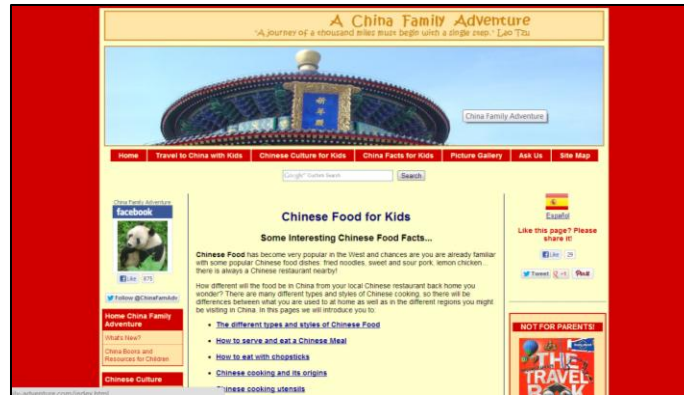 A China Family Adventure
"A journey of a thousand miles must begin with a single step." Lao Tzu
China Family Adventure
Home Travel to China with Kids Chinese Culture for Kids China Facts for Kids Picture Gallery Ask Us Site Map
Google™ Custom Search Search
China Family Adventure
facebook
Like 875
Follow @ChinaFamAdv
Home China Family
Adventure
What's New?
China Books and
Resources for Children
Chinese Culture
Chinese Food for Kids
Some Interesting Chinese Food Facts...
Chinese Food has become very popular in the West and chances are you are already familiar
with some popular Chinese food dishes: fried noodles, sweet and sour pork, lemon chicken...
there is always a Chinese restaurant nearby!
How different will the food be in China from your local Chinese restaurant back home you
wonder? There are many different types and styles of Chinese cooking, so there will be
differences between what you are used to at home as well as in the different regions you might
be visiting in China. In this pages we will introduce you to:
The different types and styles of Chinese Food
How to serve and eat a Chinese Meal
How to eat with chopsticks
Chinese cooking and its origins
Chinese cooking utensils
Español
Like this page? Please
share it!
Like 29
Tweet +1 Pin it
NOT FOR PARENTS!
THE
TRAVEL
BOOK